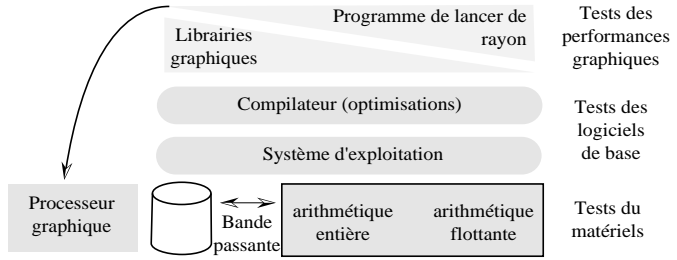 Programme de lancer de
rayon
Librairies
graphiques
Tests des
performances
graphiques
Compilateur (optimisations)
Système d'exploitation
Tests des
logiciels
de base
Processeur
graphique
Bande
passante
arithmétique
entière
arithmétique
flottante
Tests du
matériels